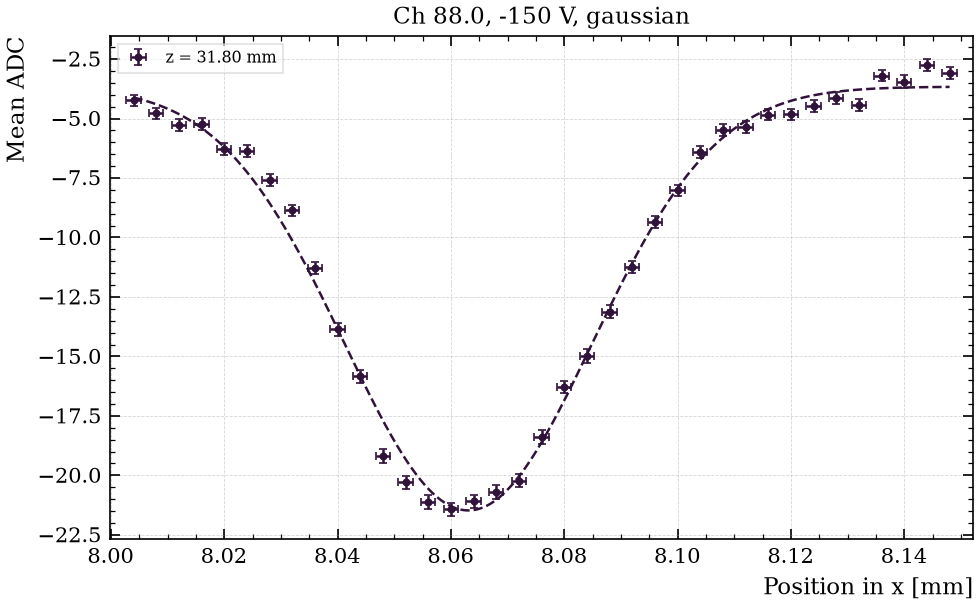 Ch 88.0, -150 V, gaussian
Mean ADC
z = 31.80 mm
−2.5
−5.0
−7.5
−10.0
−12.5
−15.0
−17.5
−20.0
−22.5
8.00 8.02 8.04 8.06 8.08 8.10 8.12 8.14
Position in x [mm]